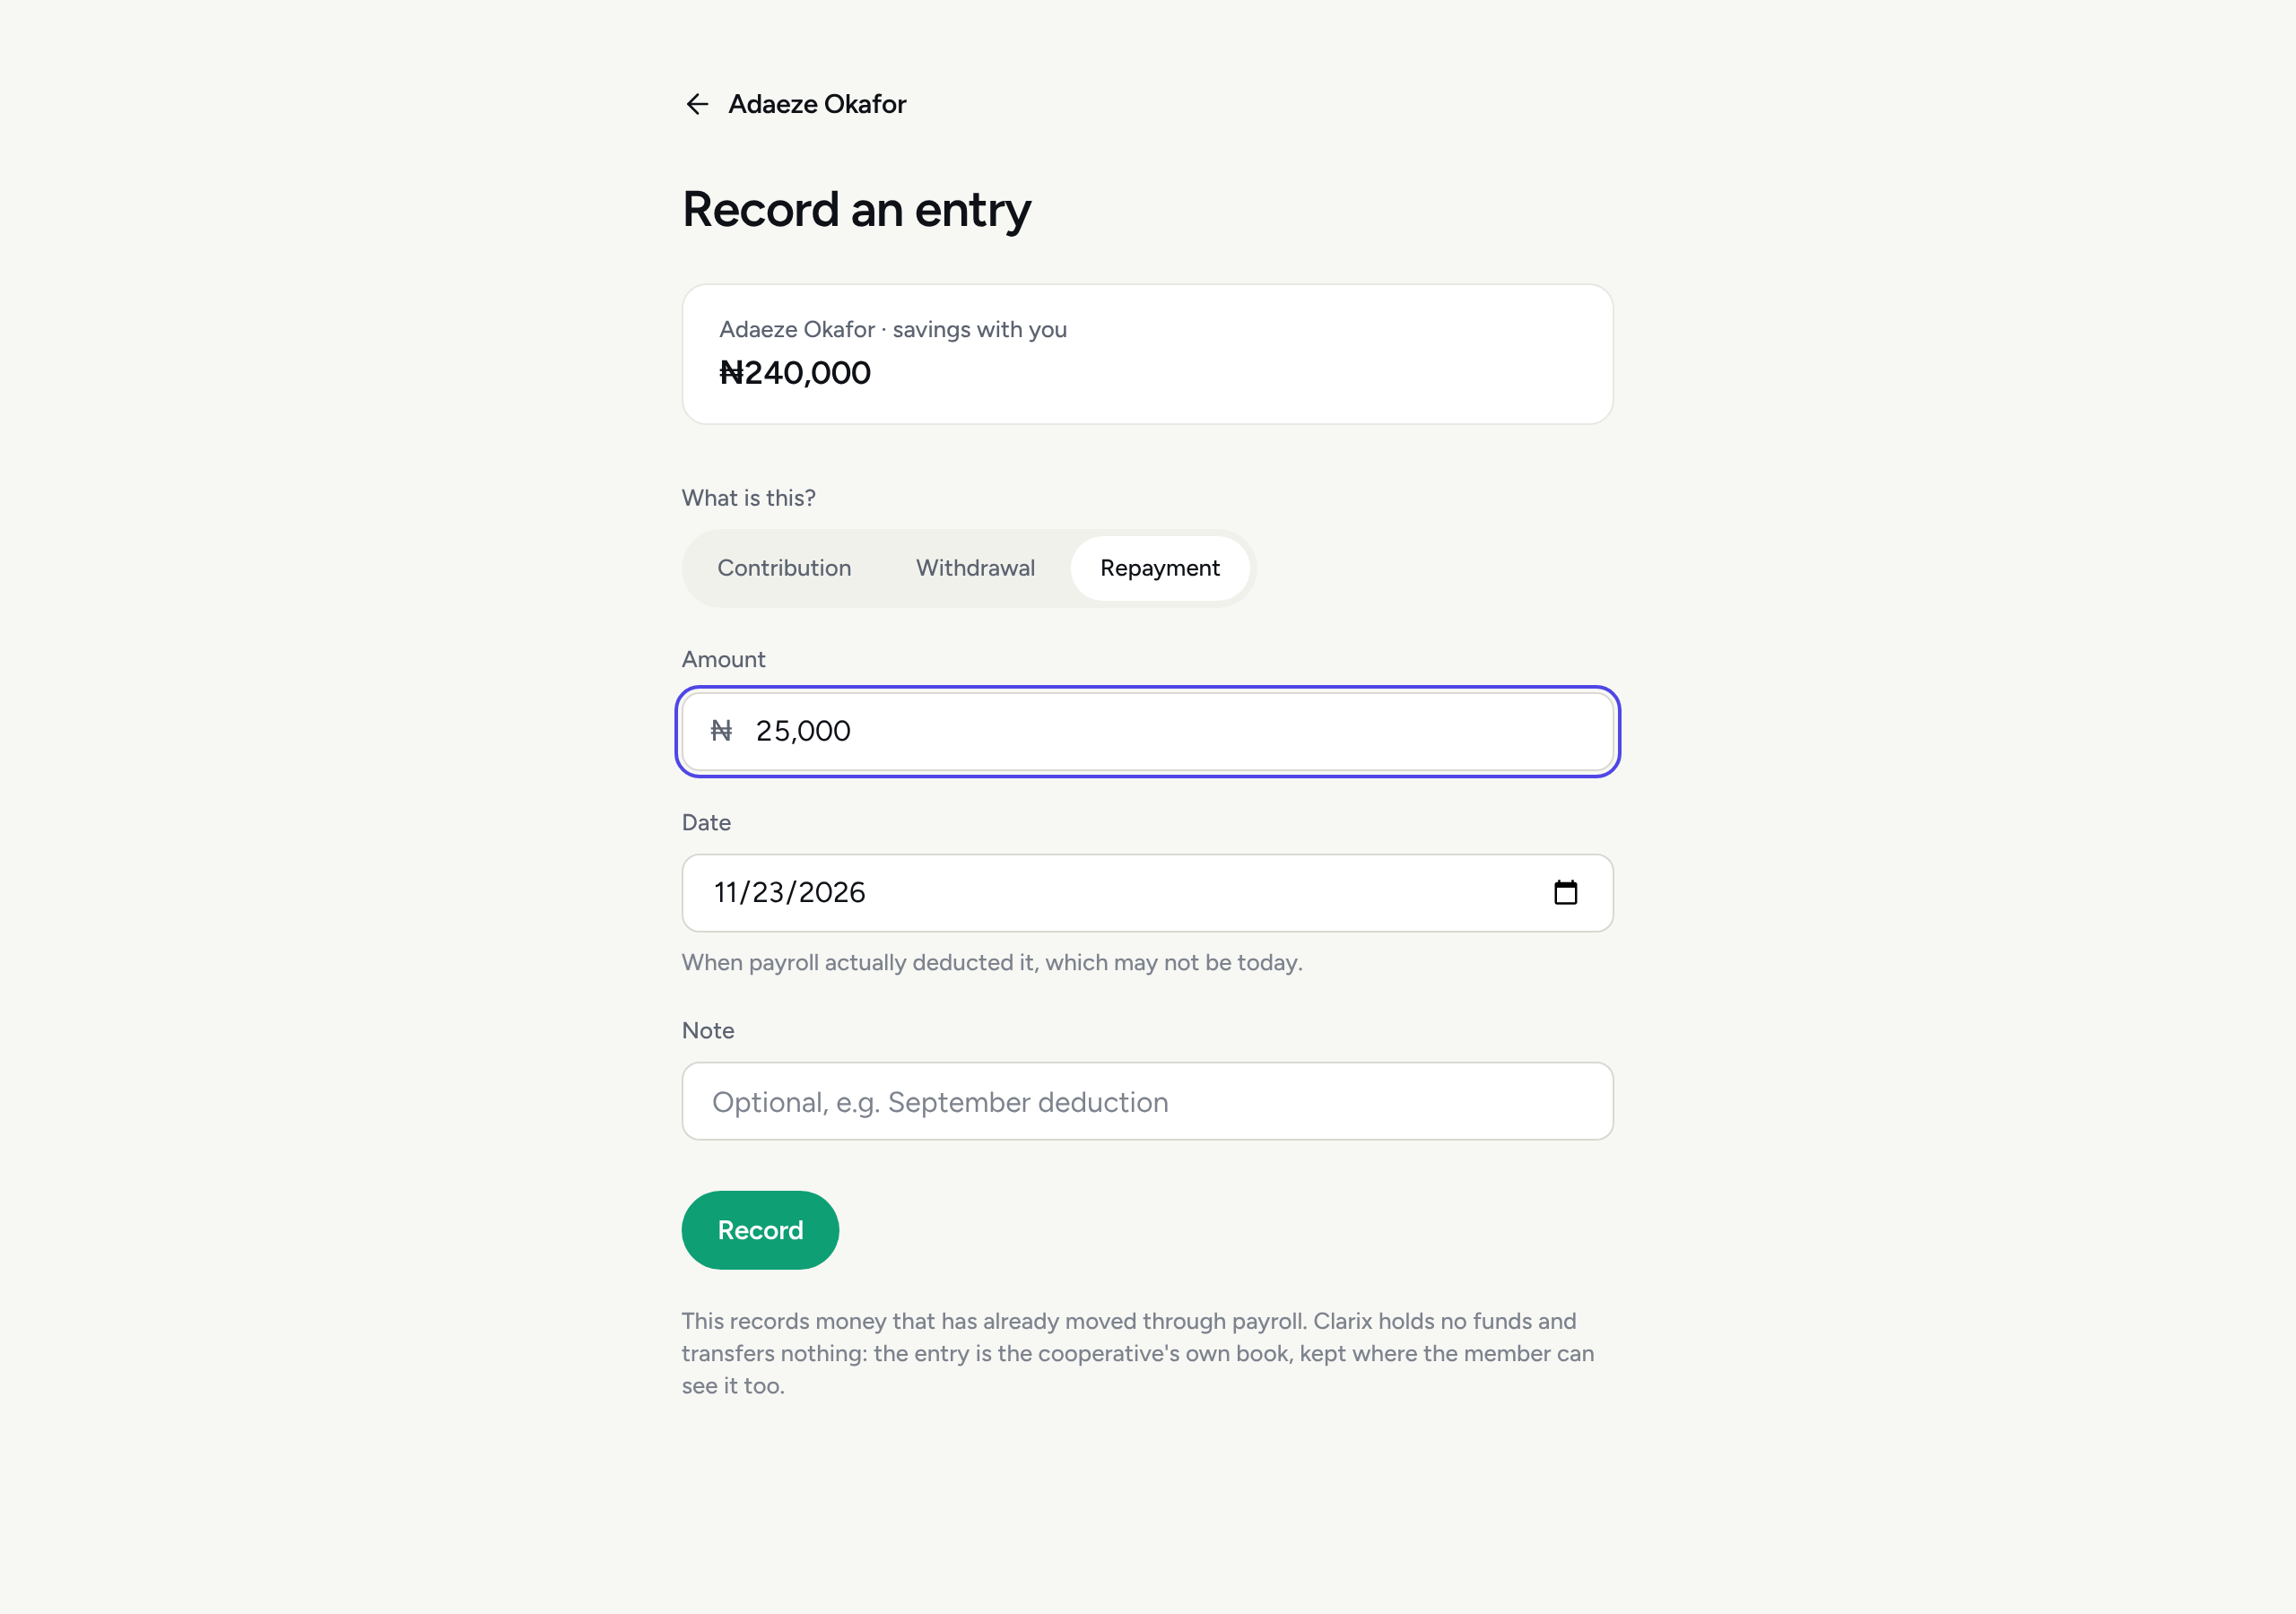 Adaeze Okafor
Record an entry
Adaeze Okafor · savings with you
₦240,000
What is this?
Contribution Withdrawal Repayment
Amount
₦ 25,000
Date
11/23/2026
When payroll actually deducted it, which may not be today.
Note
Optional, e.g. September deduction
Record
This records money that has already moved through payroll. Clarix holds no funds and
transfers nothing: the entry is the cooperative's own book, kept where the member can
see it too.